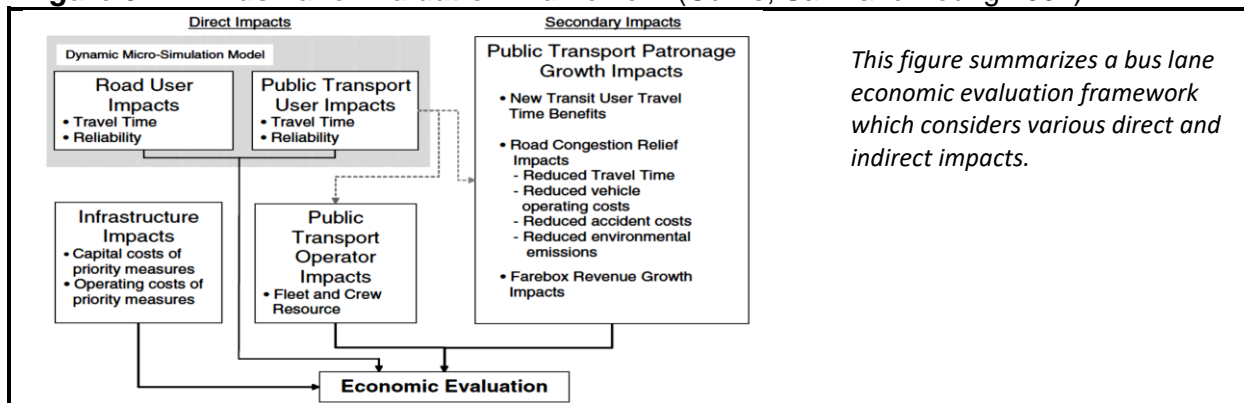 Direct Impacts
Secondary Impacts
Dynamic Micro-Simulation Model
Road User
Impacts
• Travel Time
• Reliability
Public Transport
User Impacts
• Travel Time
• Reliability
Infrastructure
Impacts
• Capital costs of
priority measures
• Operating costs of
priority measures
Public
Transport
Operator
Impacts
• Fleet and Crew
Resource
Public Transport Patronage
Growth Impacts
• New Transit User Travel
Time Benefits
• Road Congestion Relief
Impacts
- Reduced Travel Time
- Reduced vehicle
operating costs
- Reduced accident costs
- Reduced environmental
emissions
• Farebox Revenue Growth
Impacts
Economic Evaluation
This figure summarizes a bus lane
economic evaluation framework
which considers various direct and
indirect impacts.